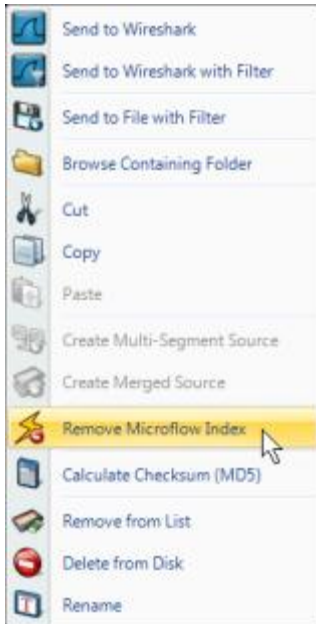 Send to Wireshark
Send to Wireshark with Filter
Send to File with Filter
Browse Containing Folder
Cut
Copy
Paste
Create Multi-Segment Source
Create Merged Source
Remove Microflow Index
Calculate Checksum (MD5)
Remove from List
Delete from Disk
Rename